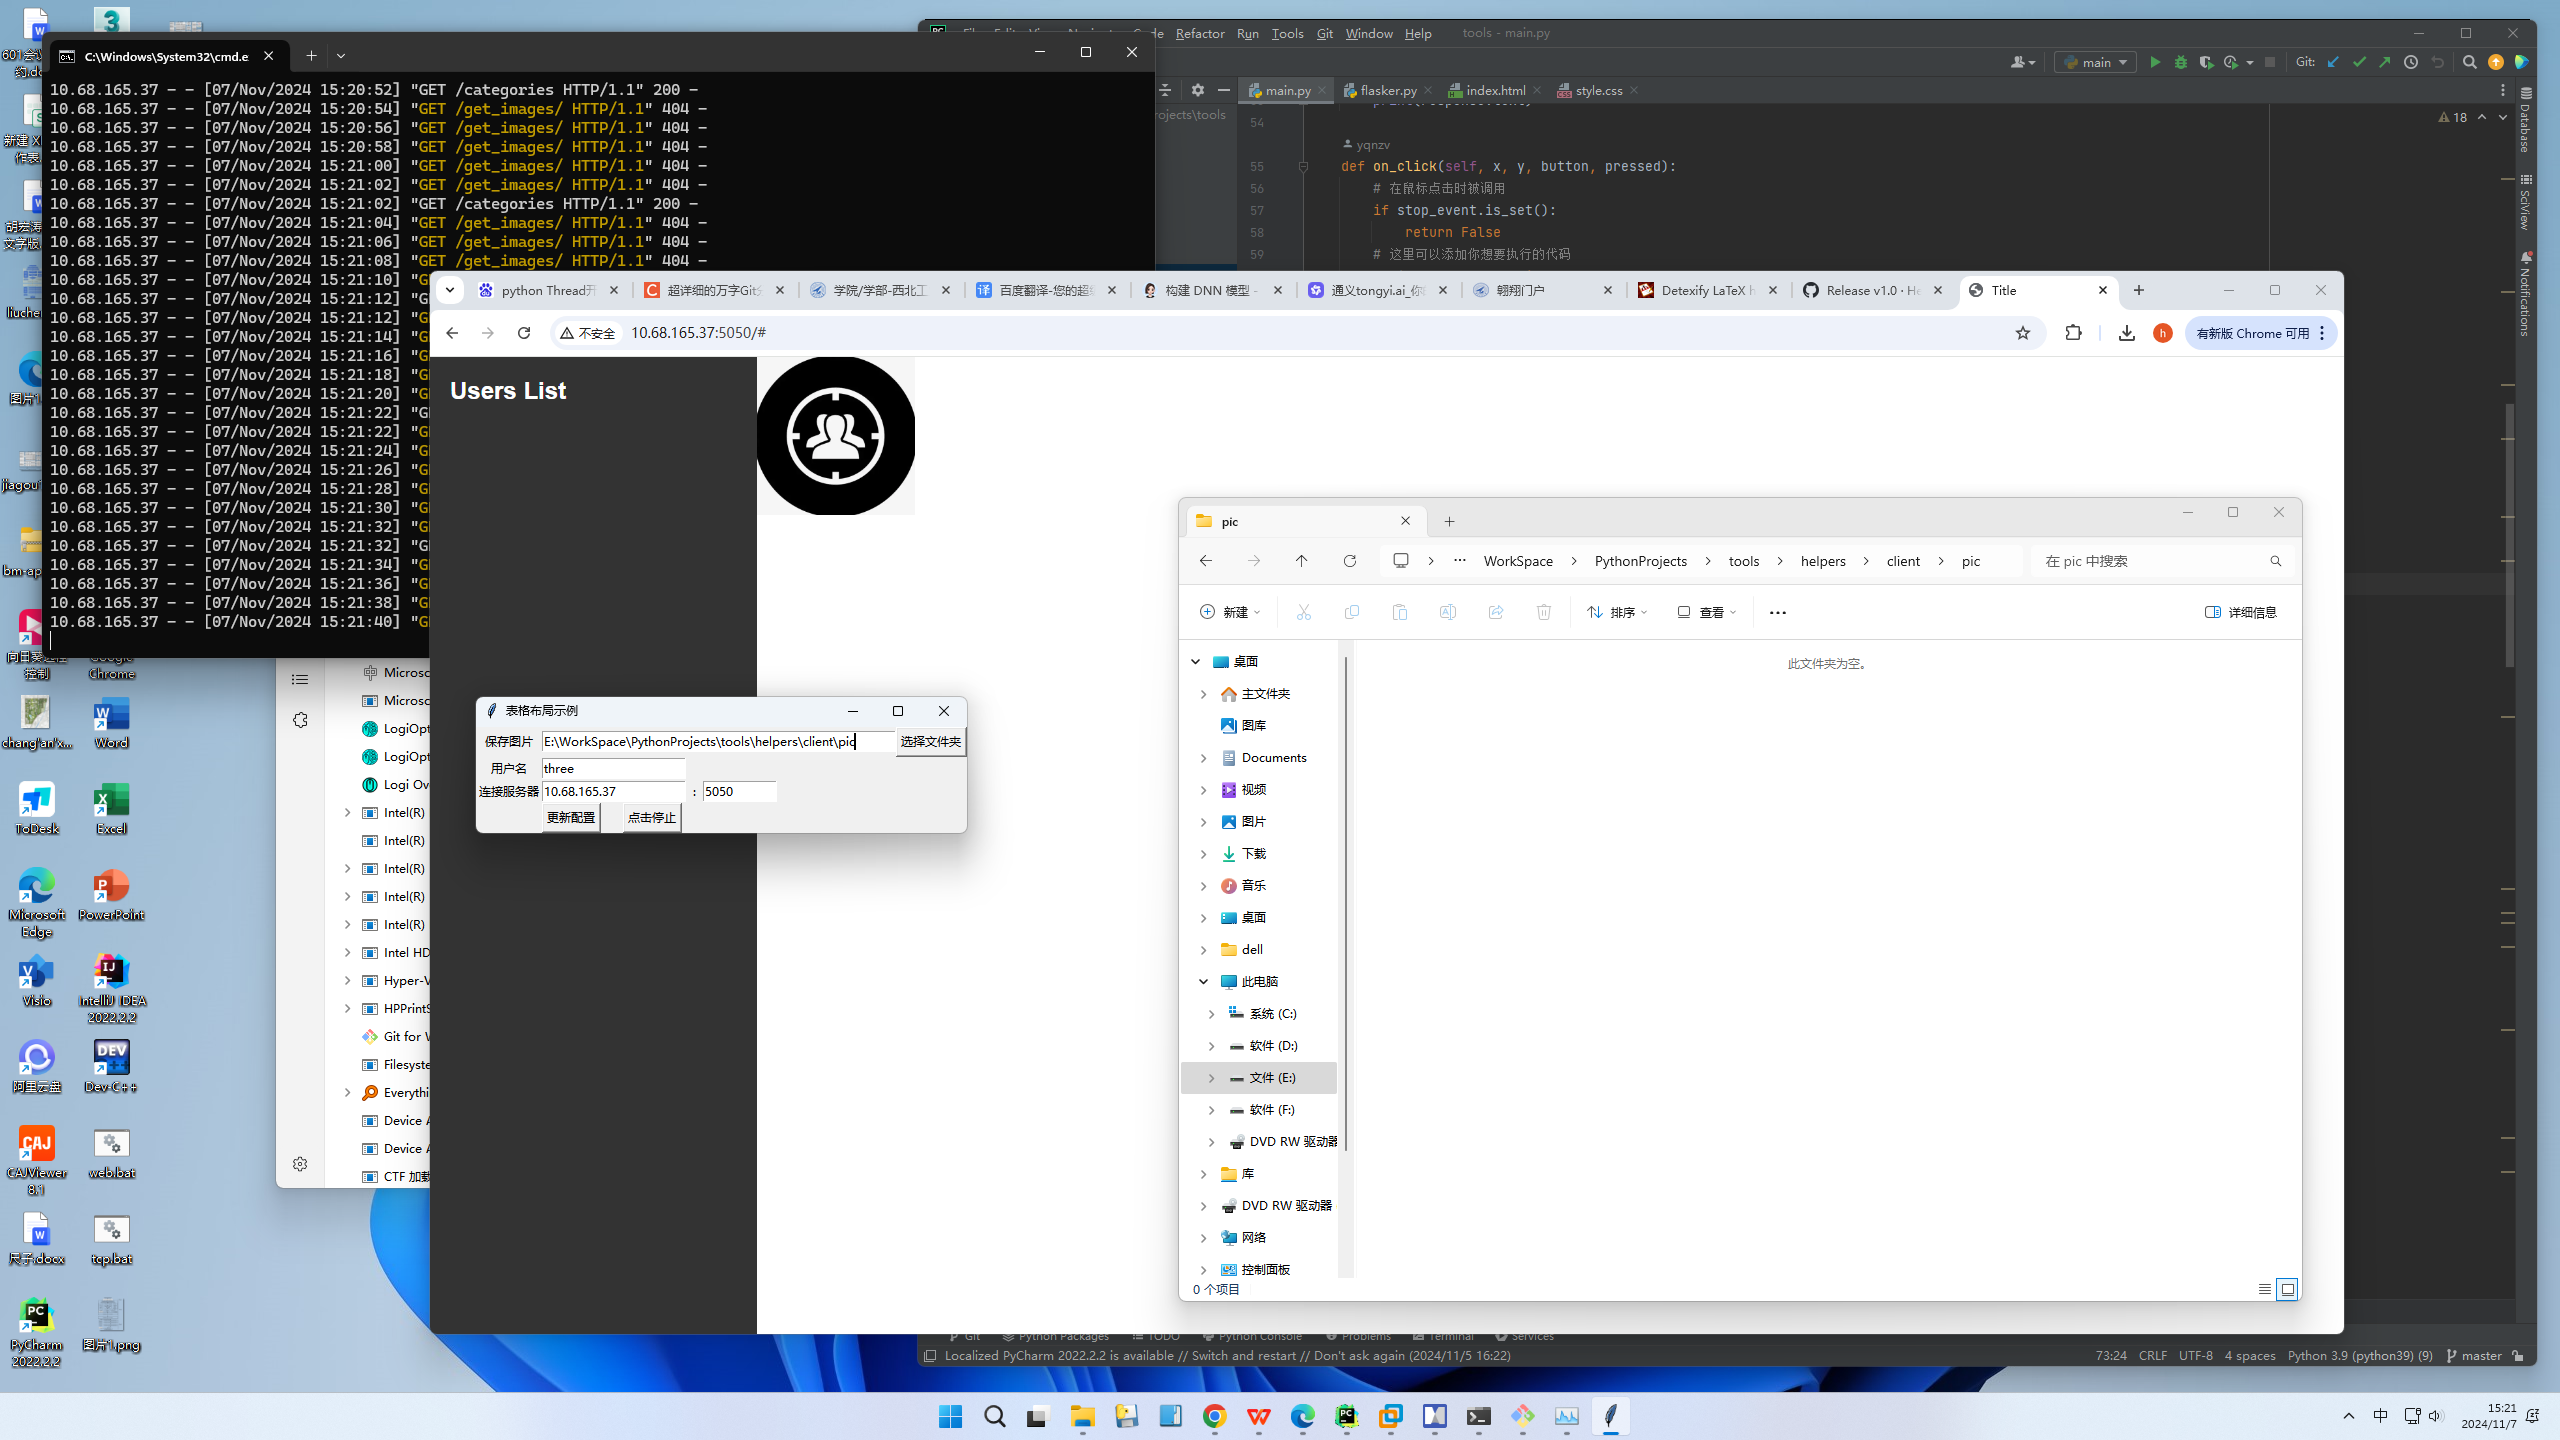 C:\Windows\System32\cmd.e
10.68.165.37 - - [07/Nov/2024 15:20:52] "GET /categories HTTP/1.1" 200 -
10.68.165.37 - - [07/Nov/2024 15:20:54] "GET /get_images/ HTTP/1.1" 404 -
10.68.165.37 - - [07/Nov/2024 15:20:56] "GET /get_images/ HTTP/1.1" 404 -
10.68.165.37 - - [07/Nov/2024 15:20:58] "GET /get_images/ HTTP/1.1" 404 -
10.68.165.37 - - [07/Nov/2024 15:21:00] "GET /get_images/ HTTP/1.1" 404 -
10.68.165.37 - - [07/Nov/2024 15:21:02] "GET /get_images/ HTTP/1.1" 404 -
10.68.165.37 - - [07/Nov/2024 15:21:02] "GET /categories HTTP/1.1" 200 -
10.68.165.37 - - [07/Nov/2024 15:21:04] "GET /get_images/ HTTP/1.1" 404 -
10.68.165.37 - - [07/Nov/2024 15:21:06] "GET /get_images/ HTTP/1.1" 404 -
10.68.165.37 - - [07/Nov/2024 15:21:08] "GET /get_images/ HTTP/1.1" 404 -
10.68.165.37 - - [07/Nov/2024 15:21:10] "G
10.68.165.37 - - [07/Nov/2024 15:21:12] "G
10.68.165.37 - - [07/Nov/2024 15:21:12] "G
10.68.165.37 - - [07/Nov/2024 15:21:14] "G
10.68.165.37 - - [07/Nov/2024 15:21:16] "G
10.68.165.37 - - [07/Nov/2024 15:21:18] "G
10.68.165.37 - - [07/Nov/2024 15:21:20] "G
10.68.165.37 - - [07/Nov/2024 15:21:22] "G
10.68.165.37 - - [07/Nov/2024 15:21:22] "G
10.68.165.37 - - [07/Nov/2024 15:21:24] "G
10.68.165.37 - - [07/Nov/2024 15:21:26] "G
10.68.165.37 - - [07/Nov/2024 15:21:28] "G
10.68.165.37 - - [07/Nov/2024 15:21:30] "G
10.68.165.37 - - [07/Nov/2024 15:21:32] "G
10.68.165.37 - - [07/Nov/2024 15:21:32] "G
10.68.165.37 - - [07/Nov/2024 15:21:34] "G
10.68.165.37 - - [07/Nov/2024 15:21:36] "G
10.68.165.37 - - [07/Nov/2024 15:21:38] "G
10.68.165.37 - - [07/Nov/2024 15:21:40] "G
Refactor Run Tools Git Window Help tools - main.py
main Git:
main.py flasker.py index.html style.css
rojects\tools
54
yqnzv
18
55 def on_click(self, x, y, button, pressed):
56 # 在鼠标点击时被调用
57 if stop_event.is_set():
58 return False
59 # 这里可以添加你想要执行的代码
Database
SciView
Notifications
python Thread开 超详细的万字Git 学院/学部-西北工 百度翻译-您的超 构建 DNN 模型 - 通义tongyi.ai_你 翱翔门户 Detexify LaTeX h Release v1.0 · He Title
不安全 10.68.165.37:5050/#
h 有新版 Chrome 可用
Users List
pic
WorkSpace PythonProjects tools helpers client pic 在 pic 中搜索
新建 排序 查看 详细信息
桌面
主文件夹
图库
Documents
视频
图片
下载
音乐
桌面
dell
此电脑
系统 (C:)
软件 (D:)
文件 (E:)
软件 (F:)
DVD RW 驱动器
库
DVD RW 驱动器
网络
控制面板
此文件夹为空。
0 个项目
表格布局示例
保存图片 E:\WorkSpace\PythonProjects\tools\helpers\client\pic 选择文件夹
用户名 three
连接服务器 10.68.165.37 : 5050
更新配置 点击停止
Microsc
Microsc
LogiOpt
LogiOpt
Logi Ov
Intel(R)
Intel(R)
Intel(R)
Intel(R)
Intel(R)
Intel HD
Hyper-V
HPPrintS
Git for W
Filesyste
Everythi
Device A
Device A
CTF 加载
Chrome
chang'an'x...
Word
ToDesk
Excel
Microsoft Edge
PowerPoint
Visio
IntelliJ IDEA 2022.2.2
阿里云盘
Dev-C++
CAJViewer 8.1
web.bat
尺子.docx
tcp.bat
PyCharm 2022.2.2
图片1.png
Git Python Packages TODO Python Console Problems Terminal Services
Localized PyCharm 2022.2.2 is available // Switch and restart // Don't ask again (2024/11/5 16:22)
73:24 CRLF UTF-8 4 spaces Python 3.9 (python39) (9) master
中
15:21
2024/11/7